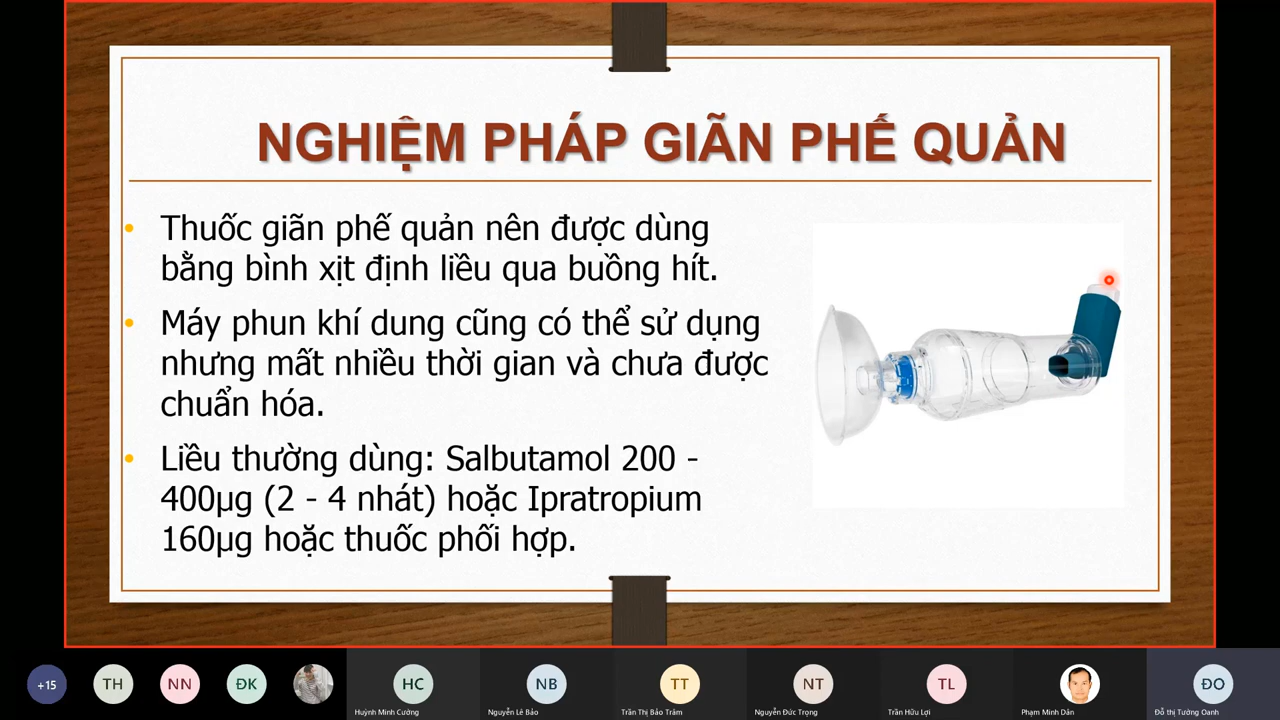 NGHIỆM PHÁP GIÃN PHẾ QUẢN
• Thuốc giãn phế quản nên được dùng
bằng bình xịt định liều qua buồng hít.
• Máy phun khí dung cũng có thể sử dụng
nhưng mất nhiều thời gian và chưa được
chuẩn hóa.
• Liều thường dùng: Salbutamol 200 -
400µg (2 - 4 nhát) hoặc Ipratropium
160µg hoặc thuốc phối hợp.
+15
TH
NN
ĐK
HC
NB
TT
NT
TL
ĐO
Huỳnh Minh Cường
Nguyễn Lê Bảo
Trần Thị Bảo Trâm
Nguyễn Đức Trọng
Trần Hữu Lợi
Phạm Minh Dân
Đỗ thị Tường Oanh